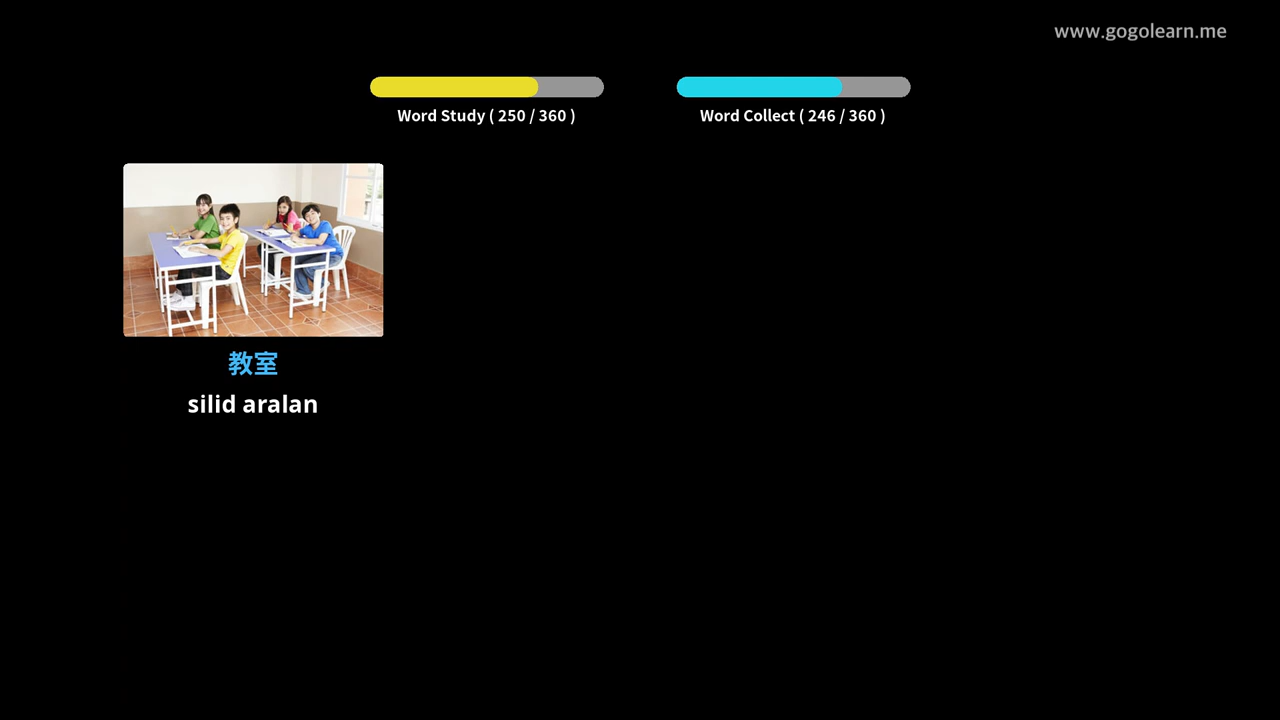 www.gogolearn.me
Word Study ( 250 / 360 )
Word Collect ( 246 / 360 )
教室
silid aralan